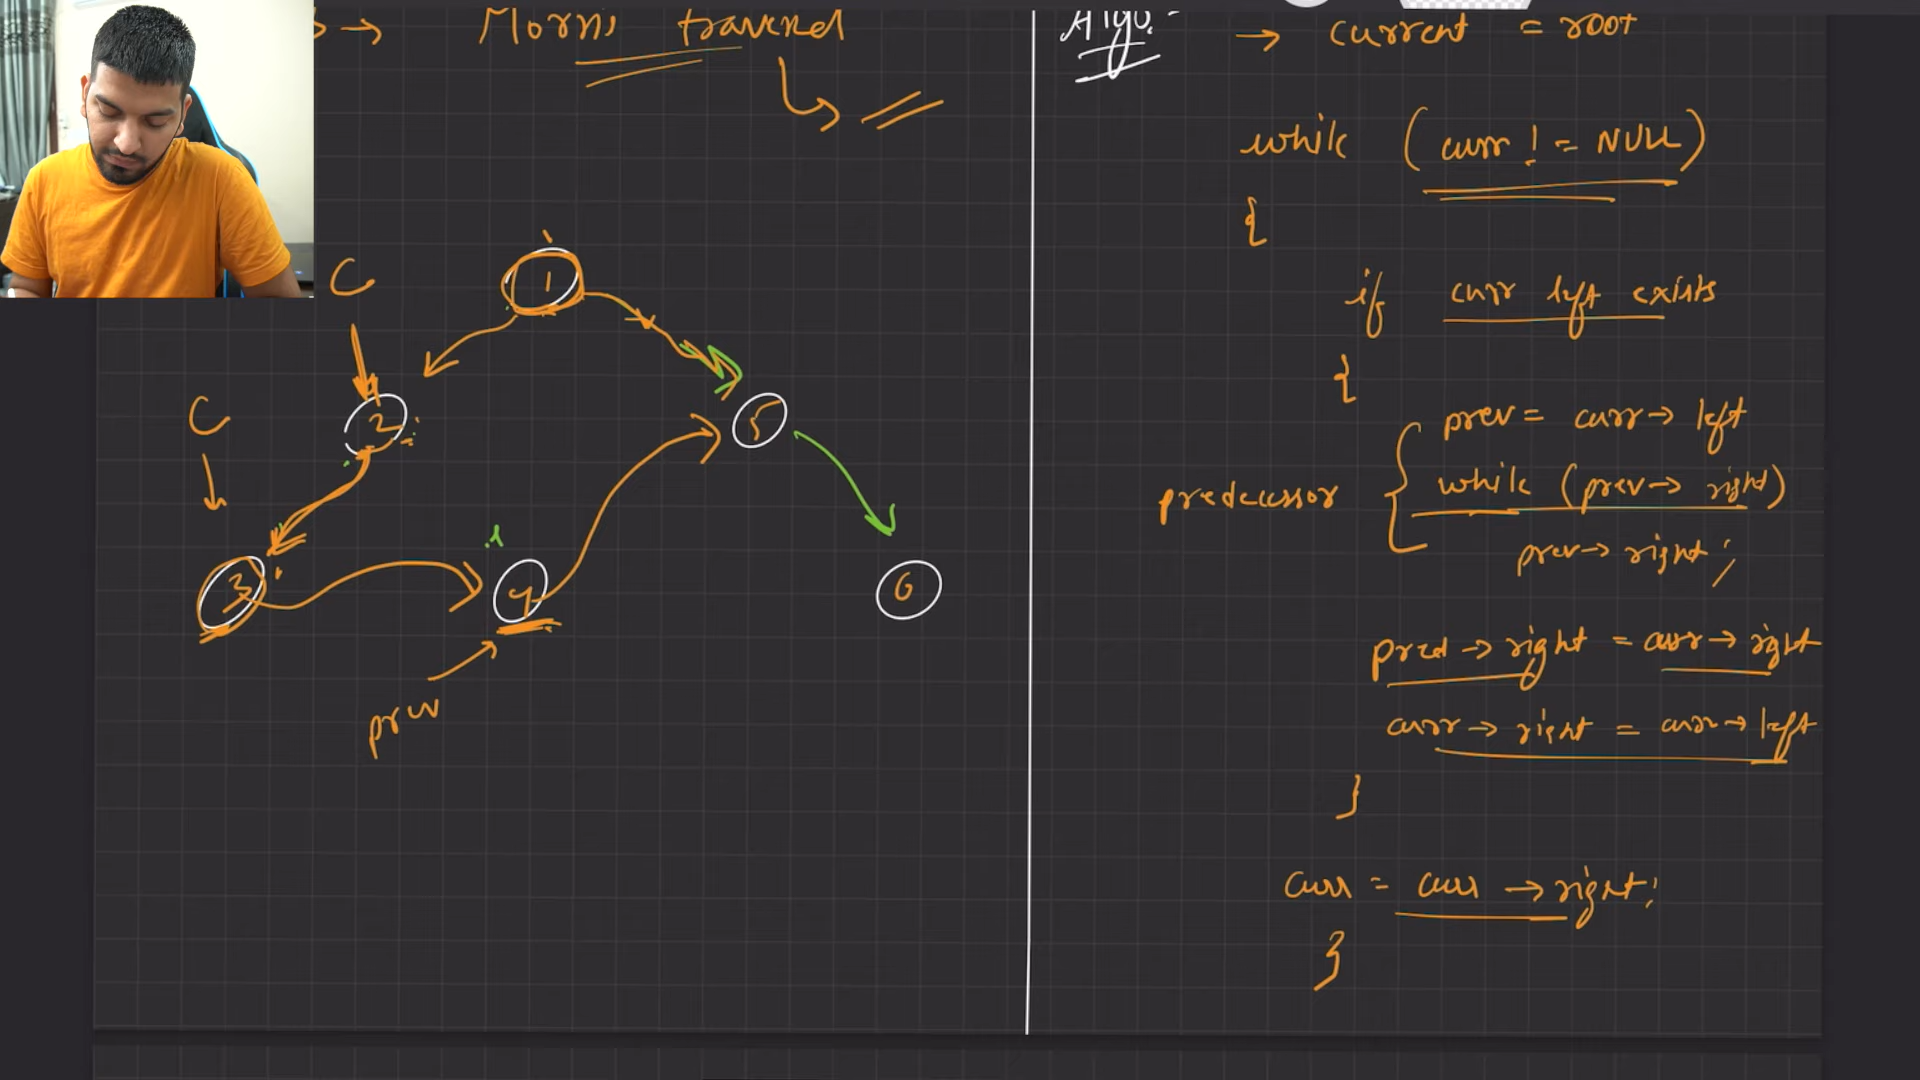 Morris traversal
1
C
2
C
5
3
4
6
prev
Algo:-
→ current = root
while (curr != NULL)
{
if curr left exists
{
prev = curr → left
while (prev → right)
predecessor
prev → right;
pred → right = curr → right
curr → right = curr → left
}
curr = curr → right;
}